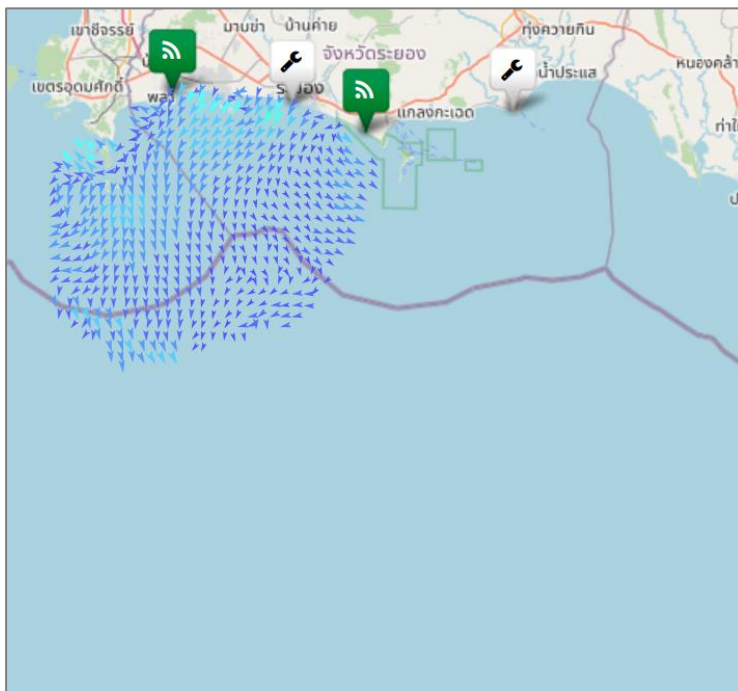 เขาชีจรรย์
มาบข่า
บ้านค่าย
ทุ่งควายกิน
จังหวัดระยอง
หนองคล้า
เขตรอุดมศักดิ์
พลา
แกลงกะเฉด
น้ำประแส
ท่าใ